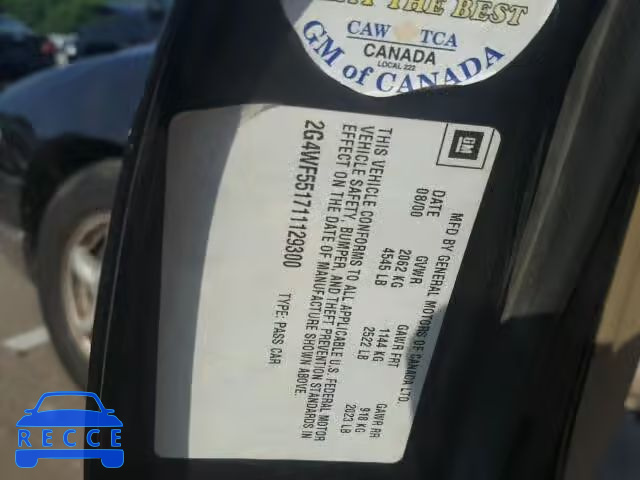 THE BEST
CAW TCA
CANADA
LOCAL 222
GM of CANADA
GM
MFD BY GENERAL MOTORS OF CANADA LTD.
DATE GVWR GAWR FRT GAWR RR
08/00 2062 KG 1144 KG 918 KG
4545 LB 2522 LB 2023 LB
THIS VEHICLE CONFORMS TO ALL APPLICABLE U.S. FEDERAL MOTOR
VEHICLE SAFETY, BUMPER, AND THEFT PREVENTION STANDARDS IN
EFFECT ON THE DATE OF MANUFACTURE SHOWN ABOVE.
2G4WF551711129300 TYPE: PASS CAR
RECCE